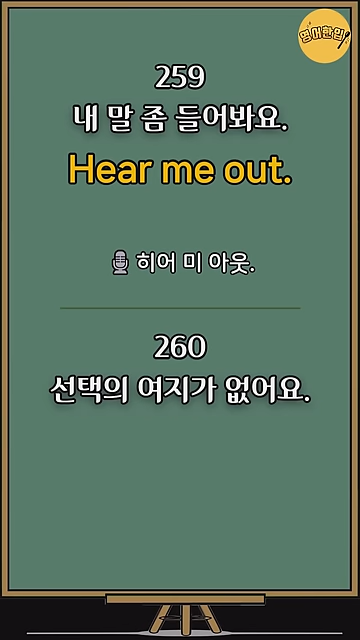 영어한입
259
내 말 좀 들어봐요.
Hear me out.
히어 미 아웃.
260
선택의 여지가 없어요.